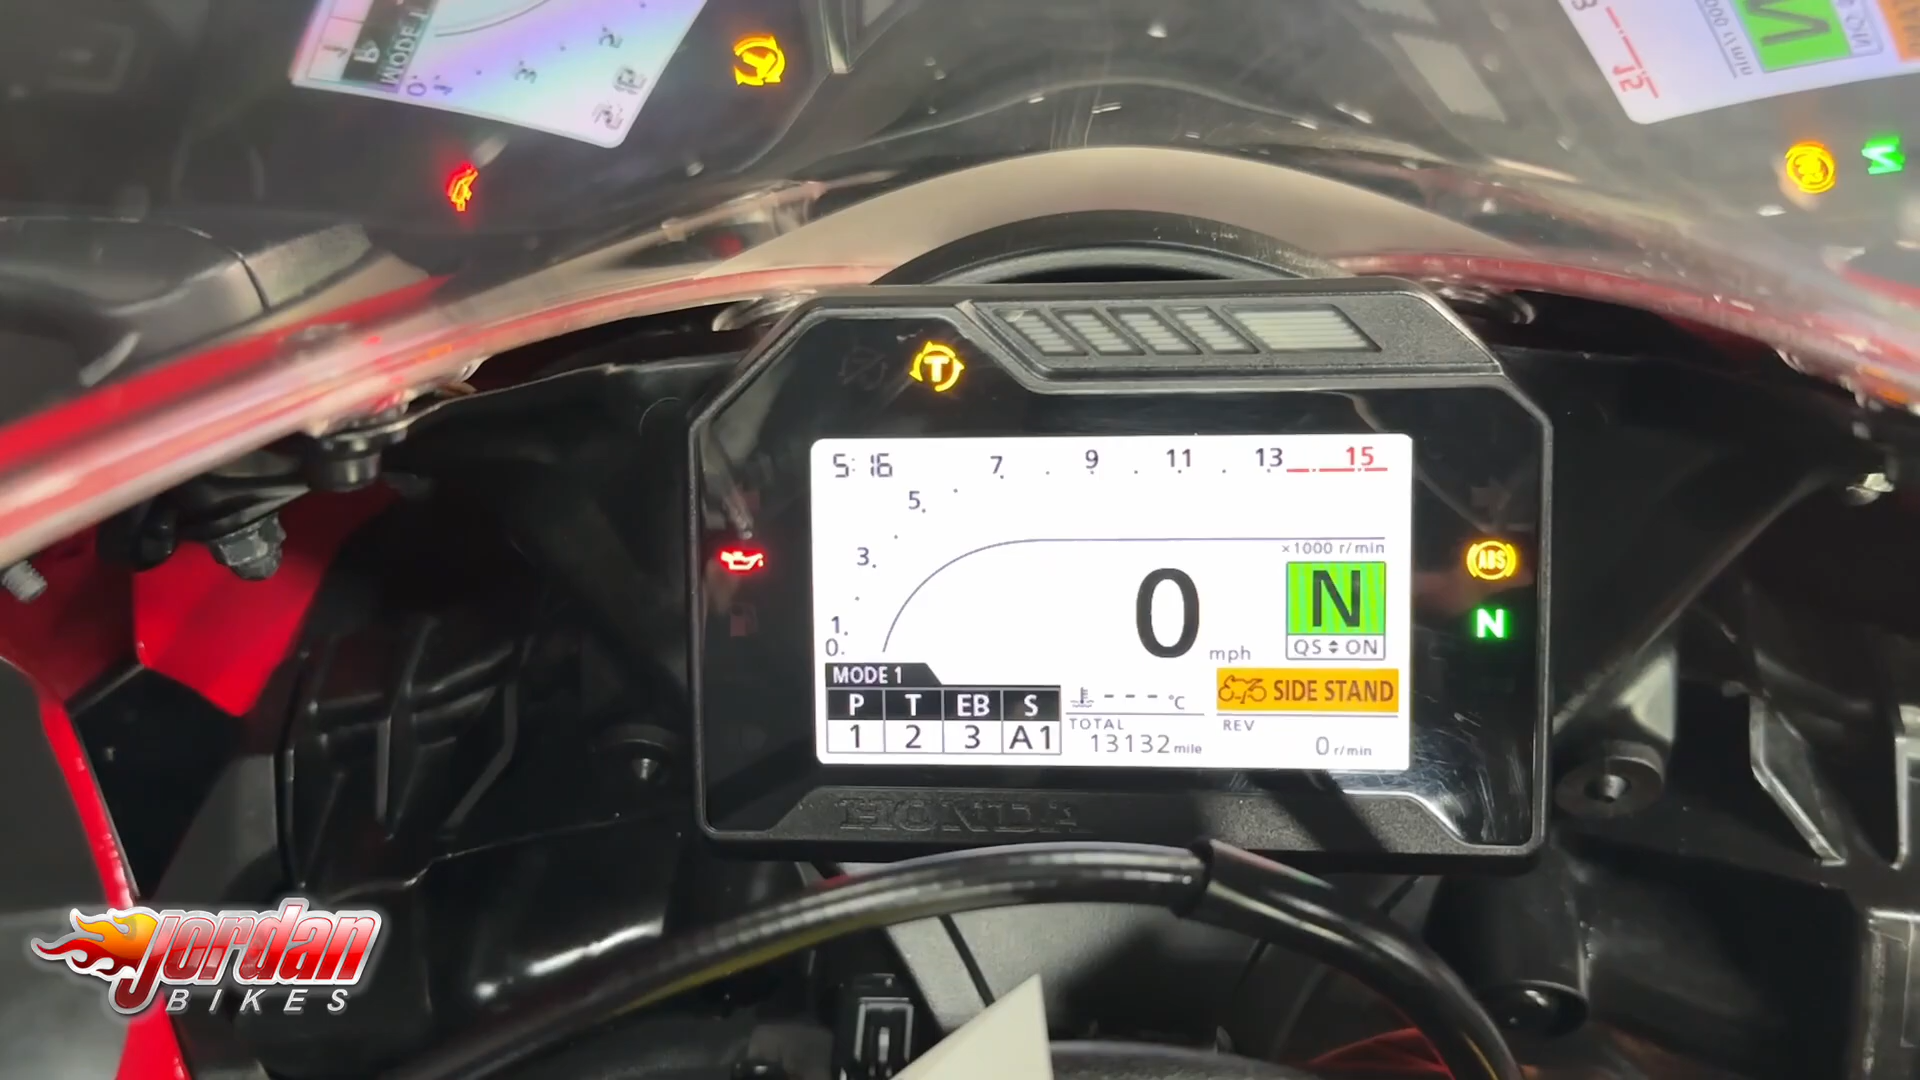 T
5:16
7 9 11 13 15
5
3
1
0
×1000 r/min
0 mph
N
QS ON
ABS
N
MODE 1
P T EB S
1 2 3 A1
--- °C
SIDE STAND
TOTAL
13132 mile
REV
0 r/min
HONDA
Jordan
BIKES